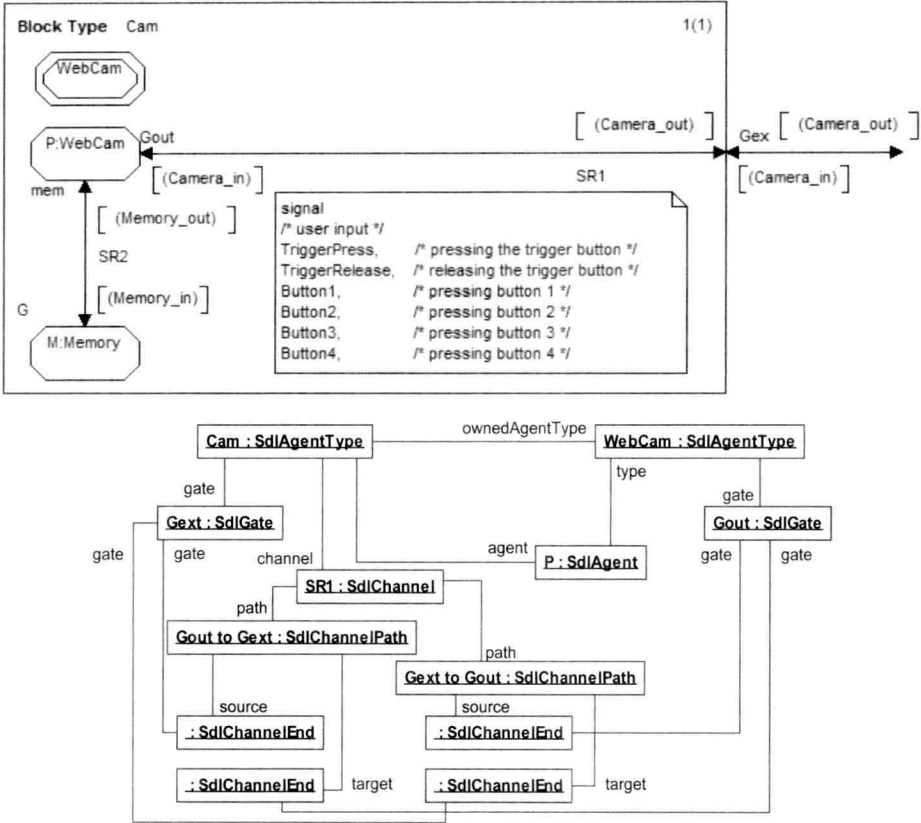 Block Type Cam 1(1)
WebCam
P:WebCam
Gout
[ (Camera_out) ]
Gex
[ (Camera_out) ]
[(Camera_in) ]
SR1
[(Camera_in) ]
mem
[ (Memory_out) ]
SR2
[(Memory_in) ]
G
M:Memory
signal
/* user input */
TriggerPress, /* pressing the trigger button */
TriggerRelease, /* releasing the trigger button */
Button1, /* pressing button 1 */
Button2, /* pressing button 2 */
Button3, /* pressing button 3 */
Button4, /* pressing button 4 */
Cam : SdlAgentType
ownedAgentType
WebCam : SdlAgentType
gate
type
gate
Gext : SdlGate
Gout : SdlGate
gate
gate
channel
agent
P : SdlAgent
gate
gate
SR1 : SdlChannel
path
Gout to Gext : SdlChannelPath
path
Gext to Gout : SdlChannelPath
source
source
: SdlChannelEnd
: SdlChannelEnd
: SdlChannelEnd
target
: SdlChannelEnd
target